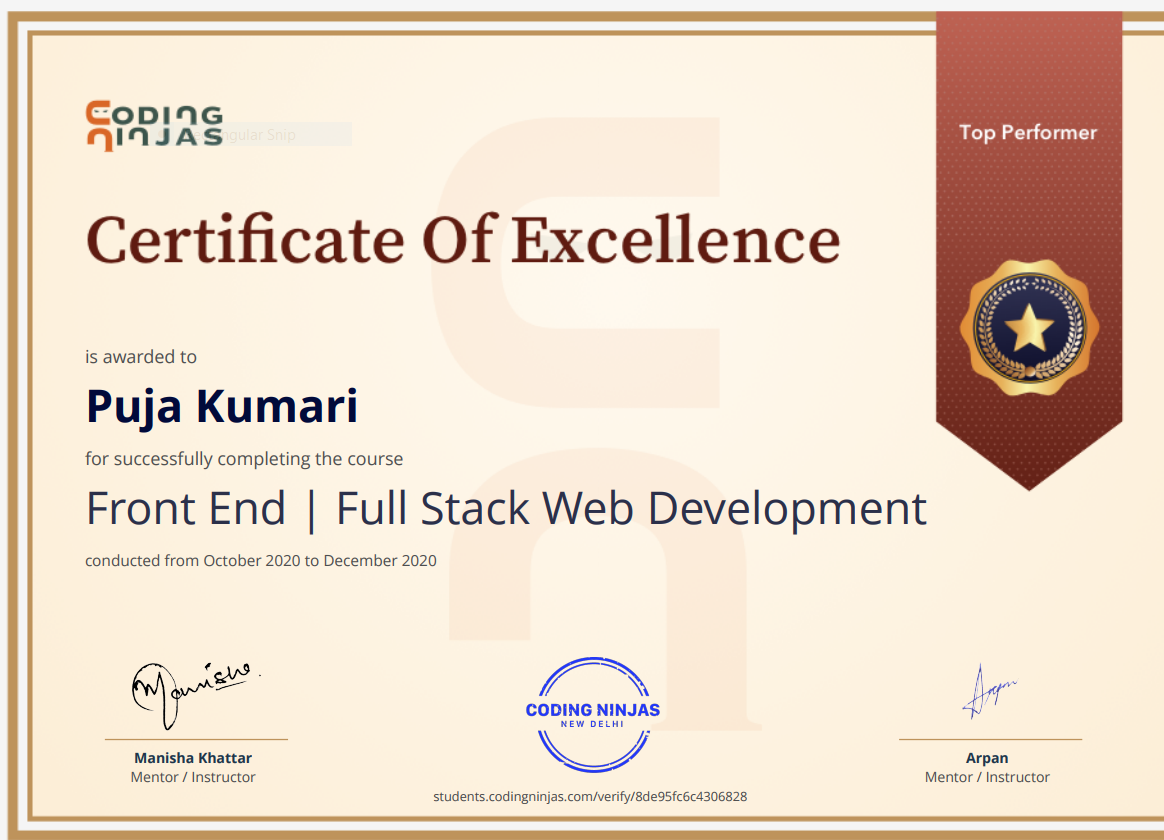 CODING
NINJAS
Rectangular Snip
Top Performer
Certificate Of Excellence
is awarded to
Puja Kumari
for successfully completing the course
Front End | Full Stack Web Development
conducted from October 2020 to December 2020
Manisha
Arpan
CODING NINJAS
NEW DELHI
Manisha Khattar
Mentor / Instructor
Arpan
Mentor / Instructor
students.codingninjas.com/verify/8de95fc6c4306828